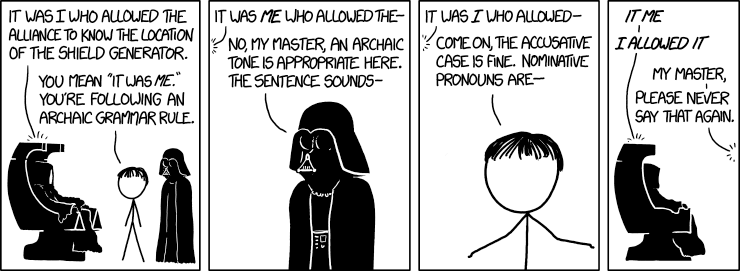 IT WAS I WHO ALLOWED THE
ALLIANCE TO KNOW THE LOCATION
OF THE SHIELD GENERATOR.
YOU MEAN "IT WAS ME."
YOU'RE FOLLOWING AN
ARCHAIC GRAMMAR RULE.
IT WAS ME WHO ALLOWED THE—
NO, MY MASTER, AN ARCHAIC
TONE IS APPROPRIATE HERE.
THE SENTENCE SOUNDS—
IT WAS I WHO ALLOWED—
COME ON, THE ACCUSATIVE
CASE IS FINE. NOMINATIVE
PRONOUNS ARE—
IT ME
I ALLOWED IT
MY MASTER,
PLEASE NEVER
SAY THAT AGAIN.